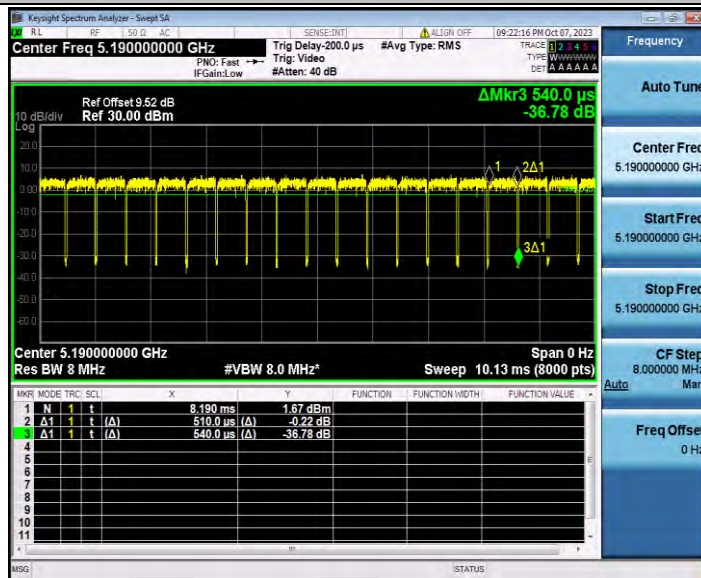 Keysight Spectrum Analyzer - Swept SA
RL RF 50 Ω AC SENSE:INT ALIGN OFF 09:22:16 PM Oct 07, 2023
Center Freq 5.190000000 GHz
PNO: Fast
IFGain:Low
Trig Delay-200.0 µs
Trig: Video
#Atten: 40 dB
#Avg Type: RMS
TRACE 1 2 3 4 5 6
TYPE
DET A A A A A A
Ref Offset 9.52 dB
10 dB/div Ref 30.00 dBm
Log
ΔMkr3 540.0 µs
-36.78 dB
20.0
10.0
0.00
-10.0
-20.0
-30.0
-40.0
-50.0
-60.0
1
2Δ1
3Δ1
Center 5.190000000 GHz Span 0 Hz
Res BW 8 MHz #VBW 8.0 MHz* Sweep 10.13 ms (8000 pts)
MKR MODE TRC SCL X Y FUNCTION FUNCTION WIDTH FUNCTION VALUE
1 N 1 t 8.190 ms 1.67 dBm
2 Δ1 1 t (Δ) 510.0 µs (Δ) -0.22 dB
3 Δ1 1 t (Δ) 540.0 µs (Δ) -36.78 dB
4
5
6
7
8
9
10
11
MSG STATUS
Frequency
Auto Tune
Center Freq
5.190000000 GHz
Start Freq
5.190000000 GHz
Stop Freq
5.190000000 GHz
CF Step
8.000000 MHz
Auto Man
Freq Offset
0 Hz